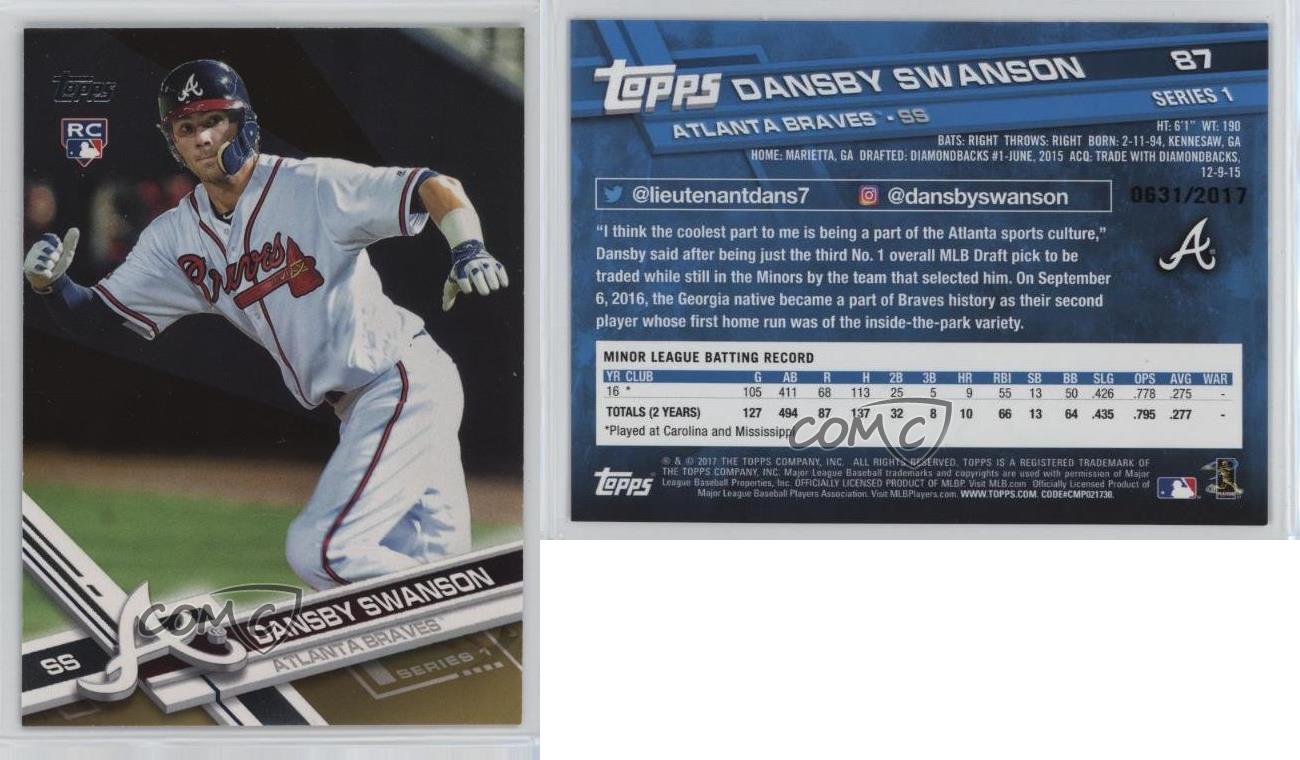 Topps
RC
A
Braves
COMC
DANSBY SWANSON
ATLANTA BRAVES™
SS
SERIES 1
Topps DANSBY SWANSON 87
ATLANTA BRAVES™ - SS SERIES 1
HT: 6'1" WT: 190
BATS: RIGHT THROWS: RIGHT BORN: 2-11-94, KENNESAW, GA
HOME: MARIETTA, GA DRAFTED: DIAMONDBACKS #1-JUNE, 2015 ACQ: TRADE WITH DIAMONDBACKS,
12-9-15
@lieutenantdans7 @dansbyswanson 0631/2017
"I think the coolest part to me is being a part of the Atlanta sports culture,"
Dansby said after being just the third No. 1 overall MLB Draft pick to be
traded while still in the Minors by the team that selected him. On September
6, 2016, the Georgia native became a part of Braves history as their second
player whose first home run was of the inside-the-park variety.
A
MINOR LEAGUE BATTING RECORD
YR CLUB G AB R H 2B 3B HR RBI SB BB SLG OPS AVG WAR
16 * 105 411 68 113 25 5 9 55 13 50 .426 .778 .275 -
TOTALS (2 YEARS) 127 494 87 137 32 8 10 66 13 64 .435 .795 .277 -
*Played at Carolina and Mississippi
COMC
® & © 2017 THE TOPPS COMPANY, INC. ALL RIGHTS RESERVED. TOPPS IS A REGISTERED TRADEMARK OF
THE TOPPS COMPANY, INC. Major League Baseball trademarks and copyrights are used with permission of Major
League Baseball Properties, Inc. OFFICIALLY LICENSED PRODUCT OF MLBP. Visit MLB.com Officially Licensed Product of
Major League Baseball Players Association. Visit MLBPlayers.com. WWW.TOPPS.COM. CODE#CMP021736.
Topps